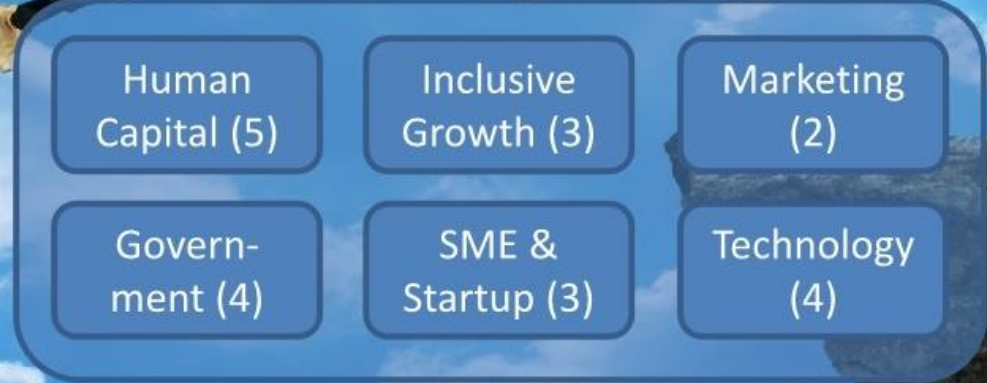 Human
Capital (5)
Inclusive
Growth (3)
Marketing
(2)
Govern-
ment (4)
SME &
Startup (3)
Technology
(4)